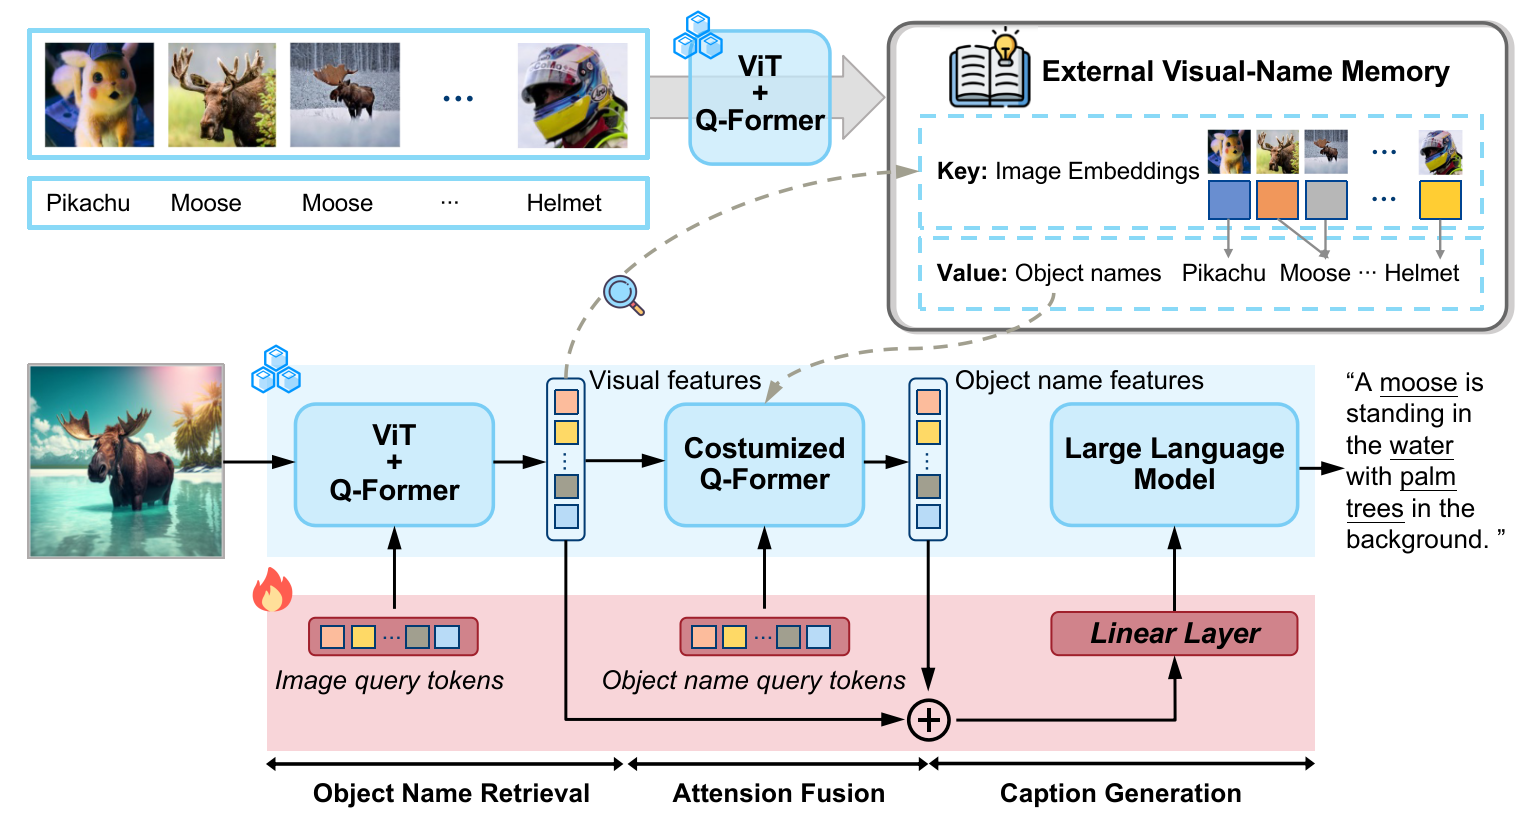 ViT
+
Q-Former
External Visual-Name Memory
Key: Image Embeddings
...
Pikachu Moose Moose ... Helmet
Value: Object names Pikachu Moose ... Helmet
Visual features
Object name features
ViT
+
Q-Former
Costumized
Q-Former
Large Language
Model
“A moose is
standing in
the water
with palm
trees in the
background. ”
Image query tokens
Object name query tokens
Linear Layer
Object Name Retrieval
Attension Fusion
Caption Generation